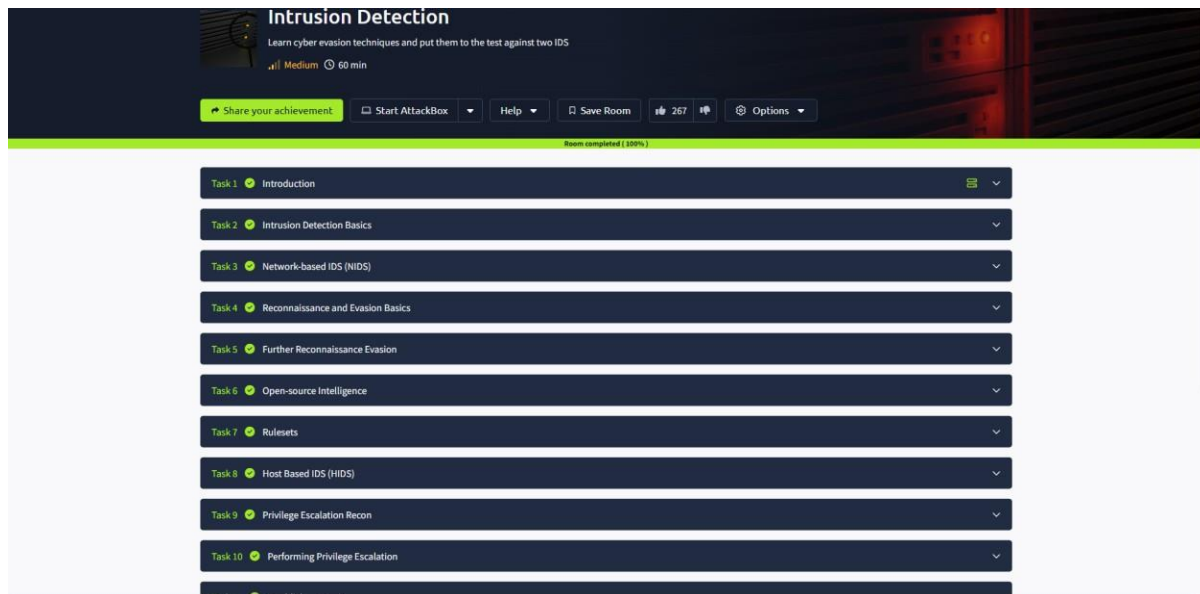 Intrusion Detection
Learn cyber evasion techniques and put them to the test against two IDS
Medium 60 min
Share your achievement Start AttackBox Help Save Room 267 Options
Room completed ( 100% )
Task 1 Introduction
Task 2 Intrusion Detection Basics
Task 3 Network-based IDS (NIDS)
Task 4 Reconnaissance and Evasion Basics
Task 5 Further Reconnaissance Evasion
Task 6 Open-source Intelligence
Task 7 Rulesets
Task 8 Host Based IDS (HIDS)
Task 9 Privilege Escalation Recon
Task 10 Performing Privilege Escalation